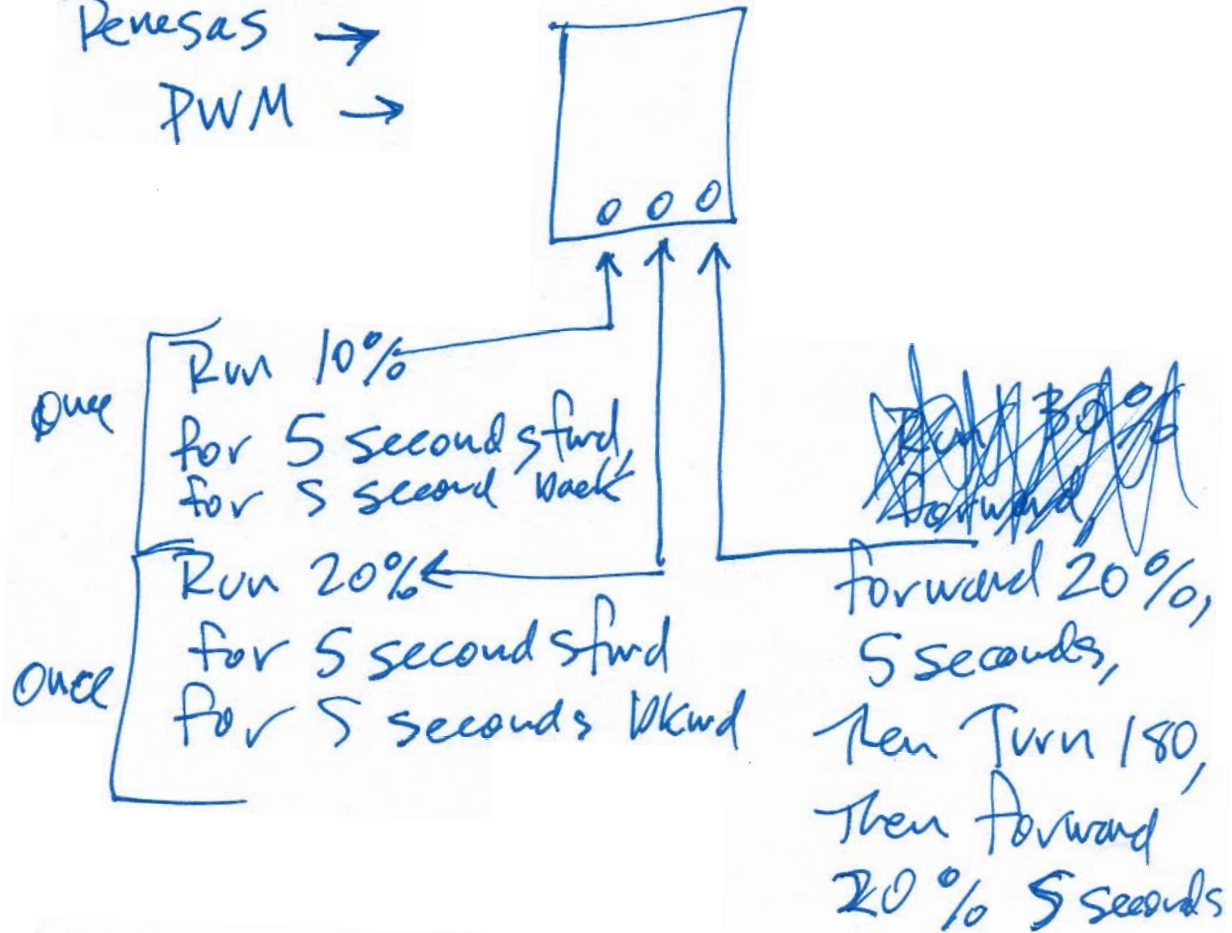 Renesas →
PWM →
O O O
Once
Run 10%
for 5 seconds fwd,
for 5 second back
Once
Run 20%
for 5 seconds fwd
for 5 seconds bkwd
forward 20%,
5 seconds,
Then Turn 180,
Then forward
20% 5 seconds